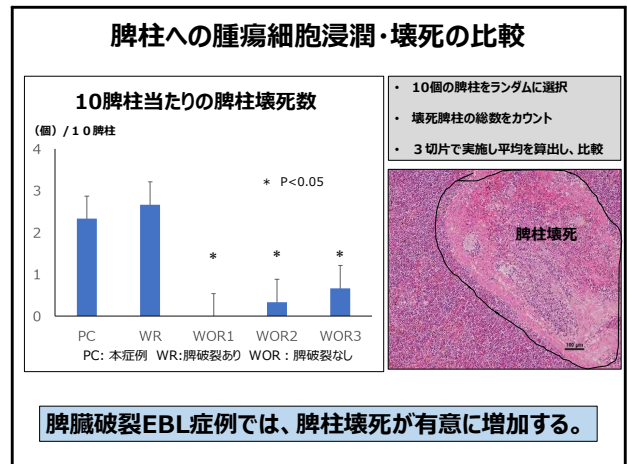 脾柱への腫瘍細胞浸潤･壊死の比較
10脾柱当たりの脾柱壊死数
（個）/１０脾柱
4
3
2
1
0
* P<0.05
*
*
*
PC
WR
WOR1
WOR2
WOR3
PC: 本症例 WR:脾破裂あり WOR：脾破裂なし
• 10個の脾柱をランダムに選択
• 壊死脾柱の総数をカウント
• ３切片で実施し平均を算出し、比較
脾柱壊死
100 μm
脾臓破裂EBL症例では、脾柱壊死が有意に増加する。